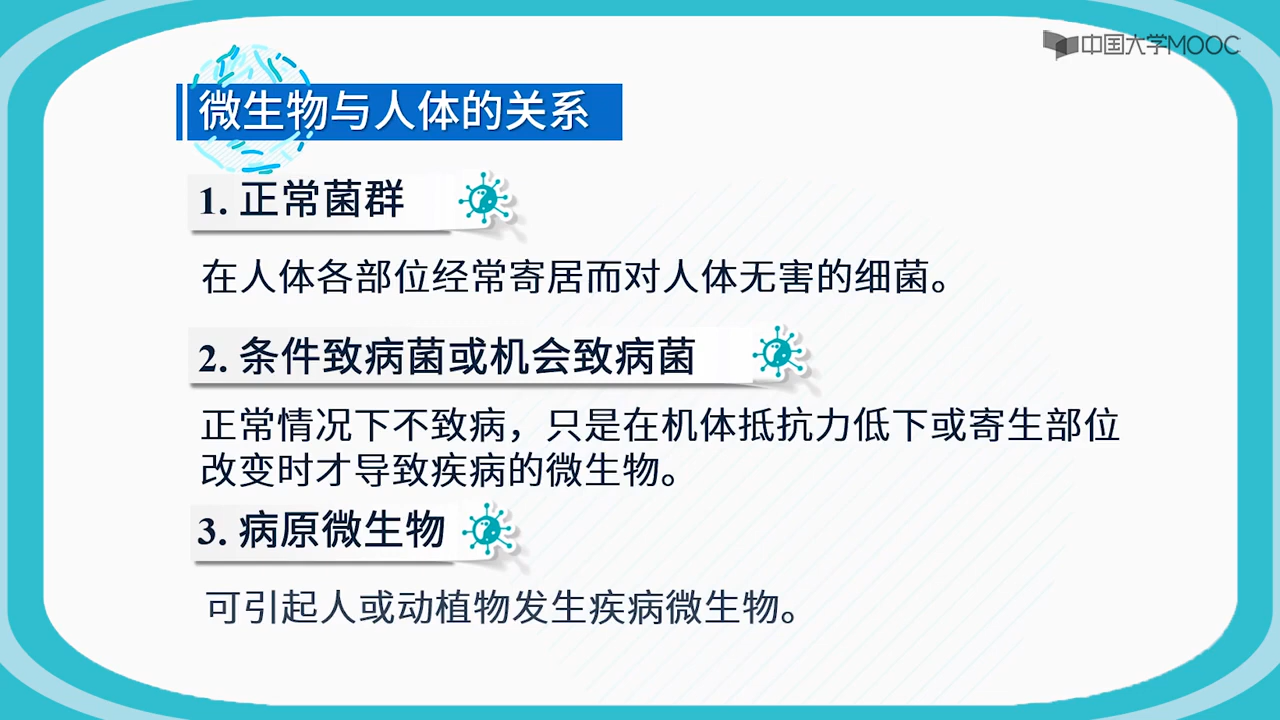 中国大学MOOC
微生物与人体的关系
1. 正常菌群
在人体各部位经常寄居而对人体无害的细菌。
2. 条件致病菌或机会致病菌
正常情况下不致病，只是在机体抵抗力低下或寄生部位
改变时才导致疾病的微生物。
3. 病原微生物
可引起人或动植物发生疾病微生物。